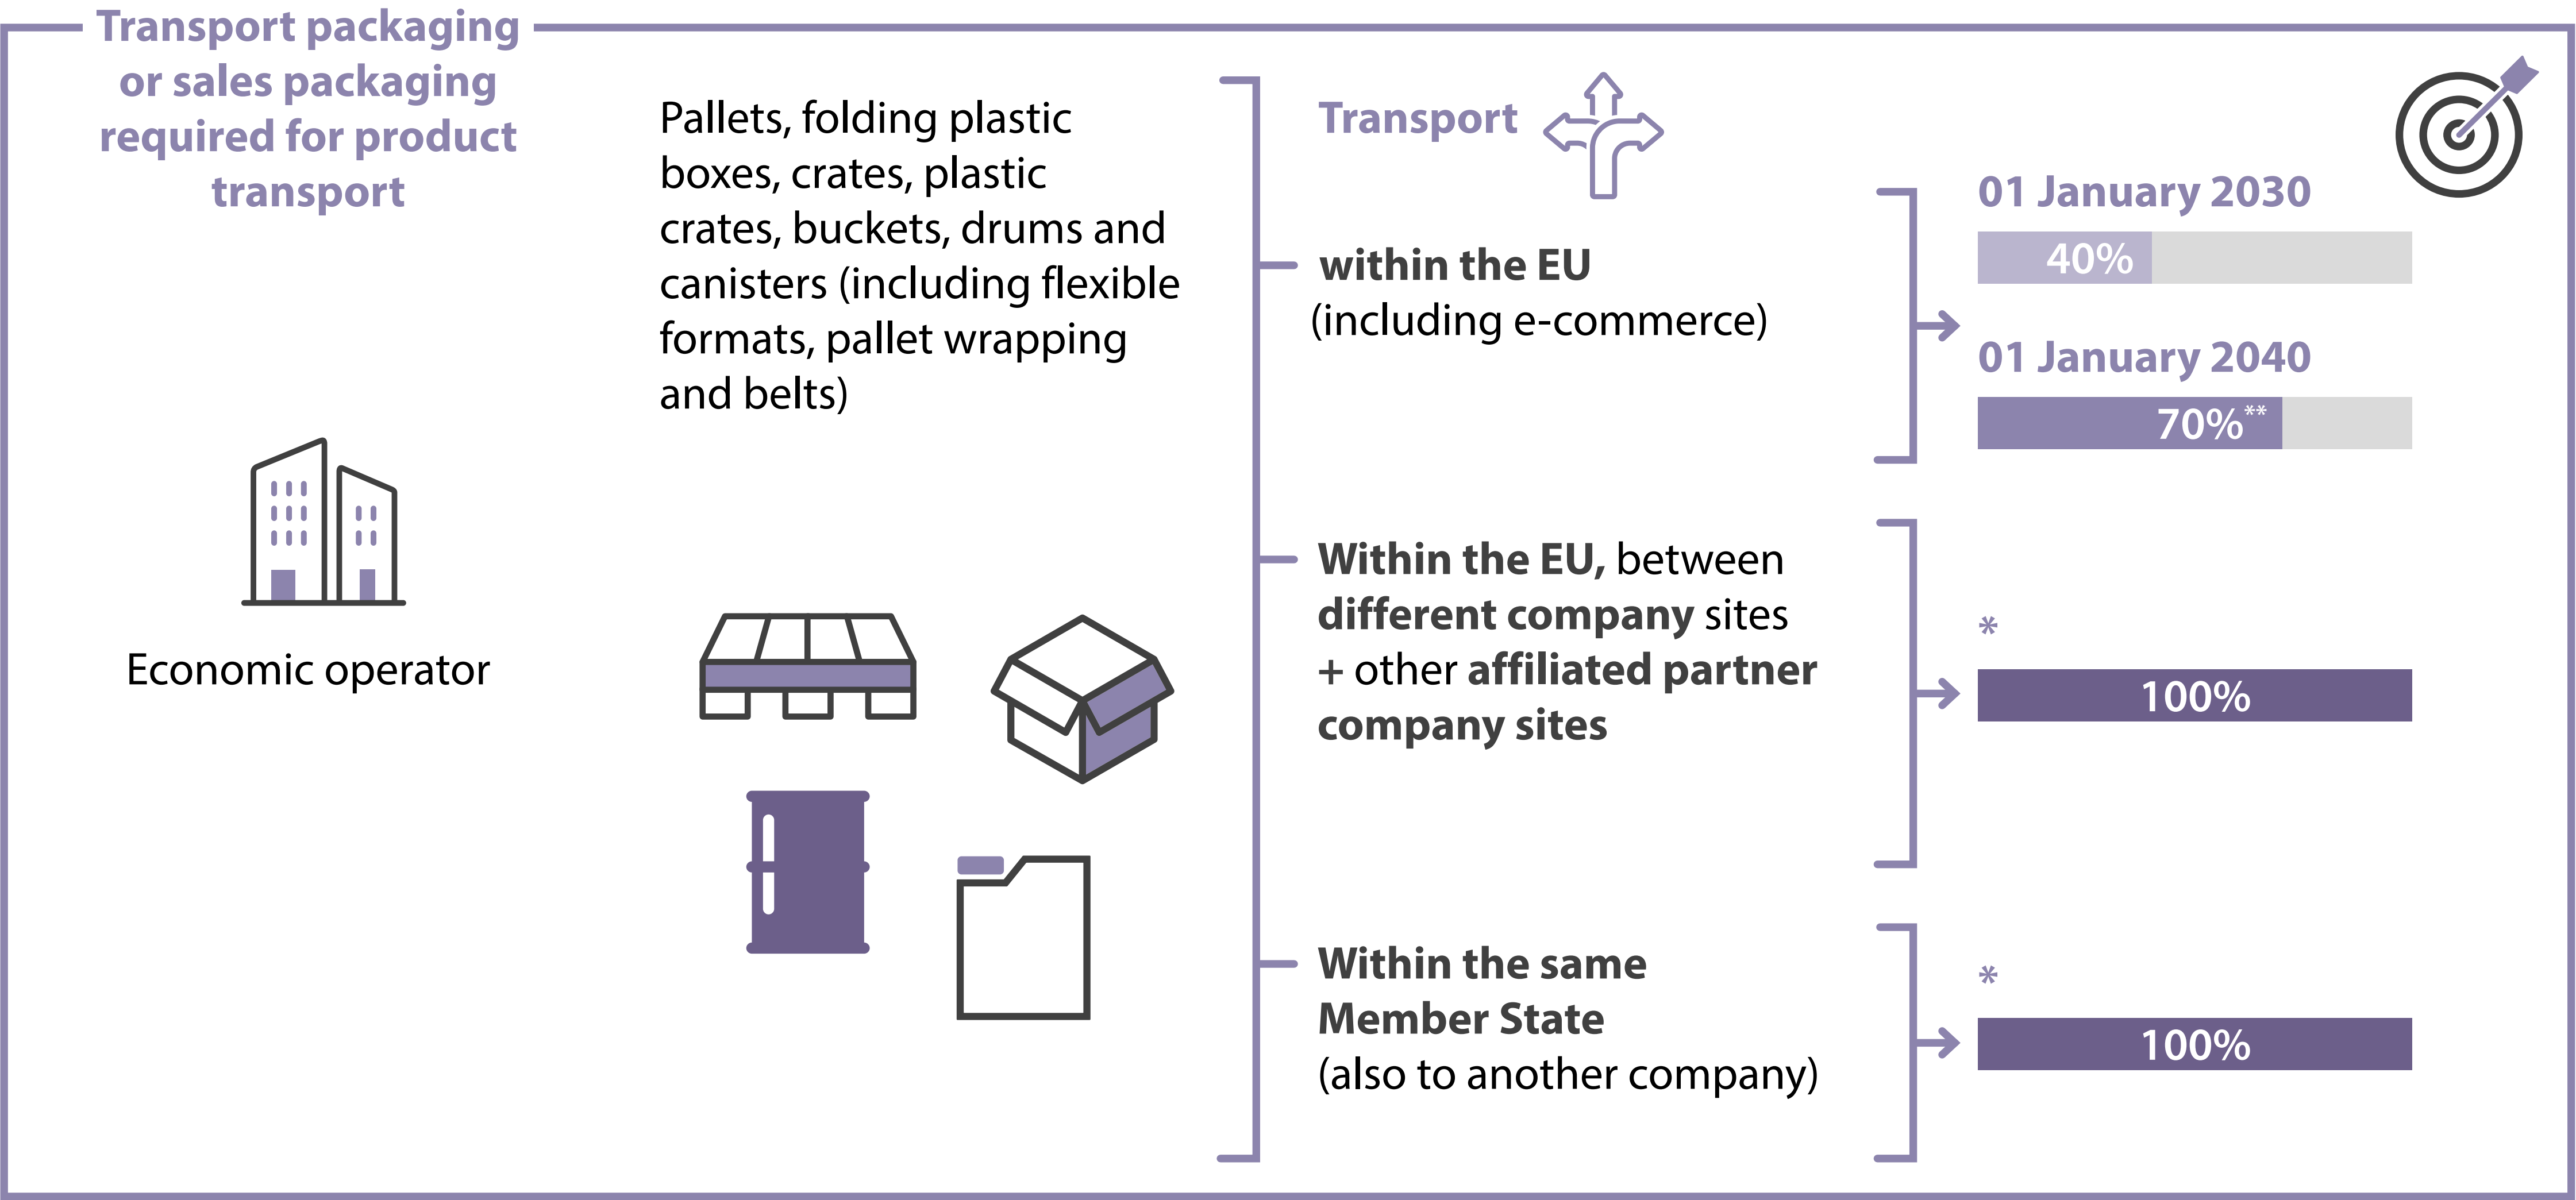 Transport packaging
or sales packaging
required for product
transport
Economic operator
Pallets, folding plastic
boxes, crates, plastic
crates, buckets, drums and
canisters (including flexible
formats, pallet wrapping
and belts)
Transport
within the EU
(including e-commerce)
01 January 2030
40%
01 January 2040
70%**
Within the EU, between
different company sites
+ other affiliated partner
company sites
*
100%
Within the same
Member State
(also to another company)
*
100%